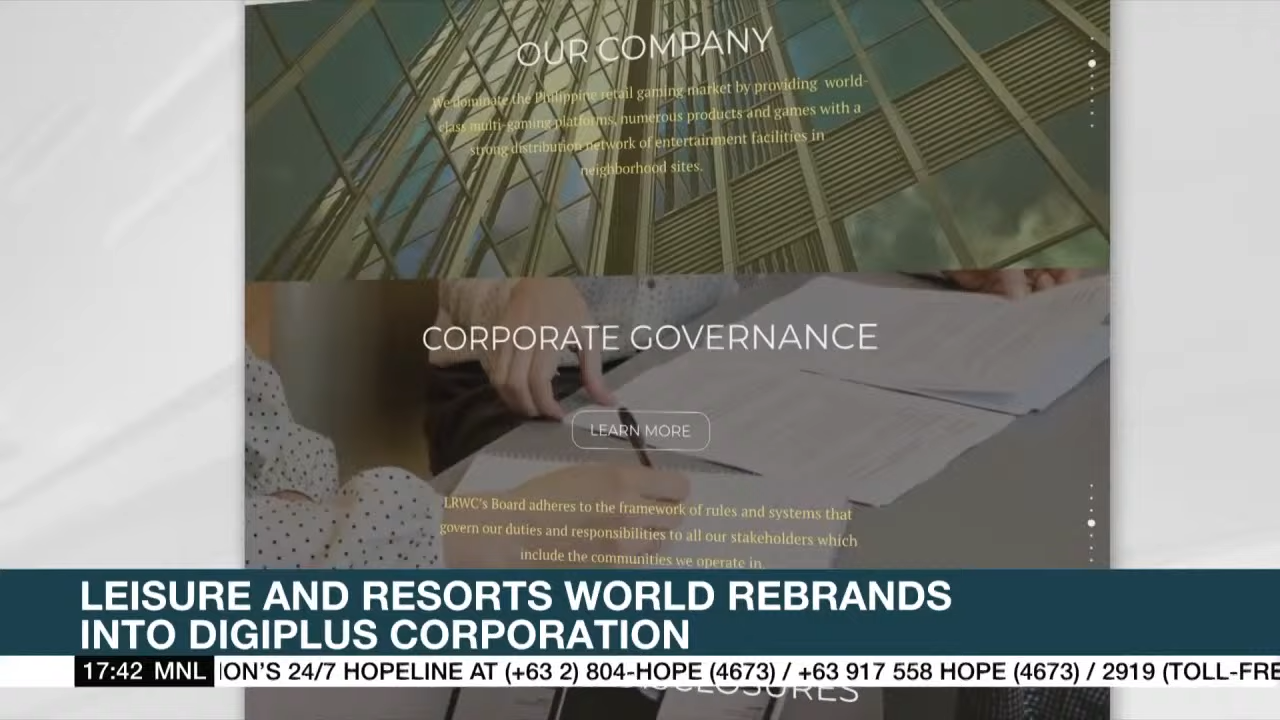 OUR COMPANY
We dominate the Philippine retail gaming market by providing world-
class multi-gaming platforms, numerous products and games with a
strong distribution network of entertainment facilities in
neighborhood sites.
CORPORATE GOVERNANCE
LEARN MORE
LRWC's Board adheres to the framework of rules and systems that
govern our duties and responsibilities to all our stakeholders which
include the communities we operate in.
LEISURE AND RESORTS WORLD REBRANDS
INTO DIGIPLUS CORPORATION
17:42 MNL ION'S 24/7 HOPELINE AT (+63 2) 804-HOPE (4673) / +63 917 558 HOPE (4673) / 2919 (TOLL-FRE